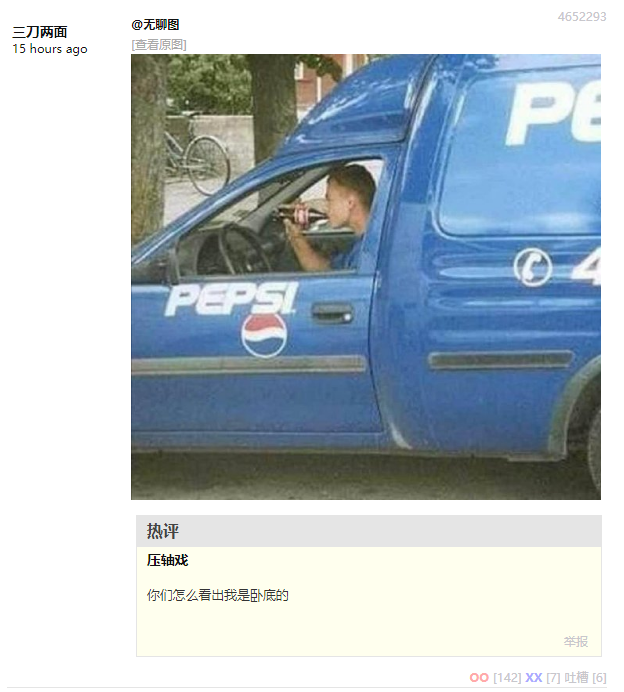 三刀两面
15 hours ago
@无聊图
4652293
[查看原图]
PE
PEPSI
4
热评
压轴戏
你们怎么看出我是卧底的
举报
OO [142] XX [7] 吐槽 [6]